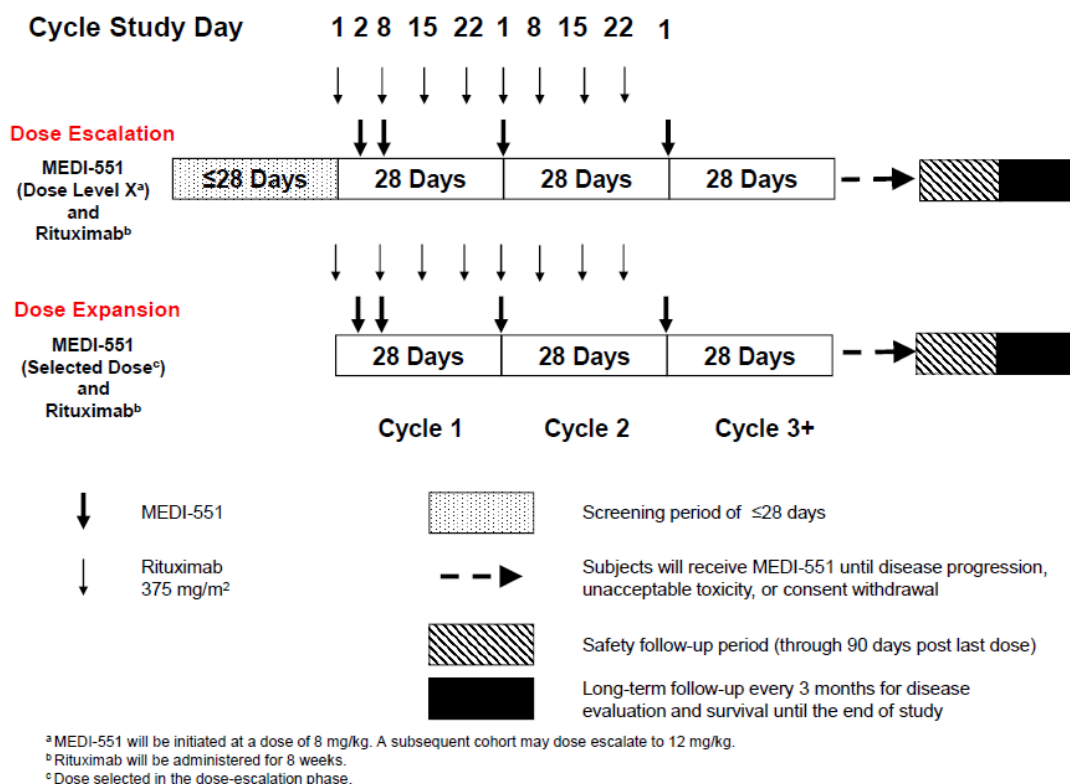 Cycle Study Day 1 2 8 15 22 1 8 15 22 1
Dose Escalation
MEDI-551
(Dose Level Xᵃ)
and
Rituximabᵇ
≤28 Days 28 Days 28 Days 28 Days
Dose Expansion
MEDI-551
(Selected Doseᶜ)
and
Rituximabᵇ
28 Days 28 Days 28 Days
Cycle 1 Cycle 2 Cycle 3+
MEDI-551
Rituximab
375 mg/m²
Screening period of ≤28 days
Subjects will receive MEDI-551 until disease progression,
unacceptable toxicity, or consent withdrawal
Safety follow-up period (through 90 days post last dose)
Long-term follow-up every 3 months for disease
evaluation and survival until the end of study
ᵃ MEDI-551 will be initiated at a dose of 8 mg/kg. A subsequent cohort may dose escalate to 12 mg/kg.
ᵇ Rituximab will be administered for 8 weeks.
ᶜ Dose selected in the dose-escalation phase.